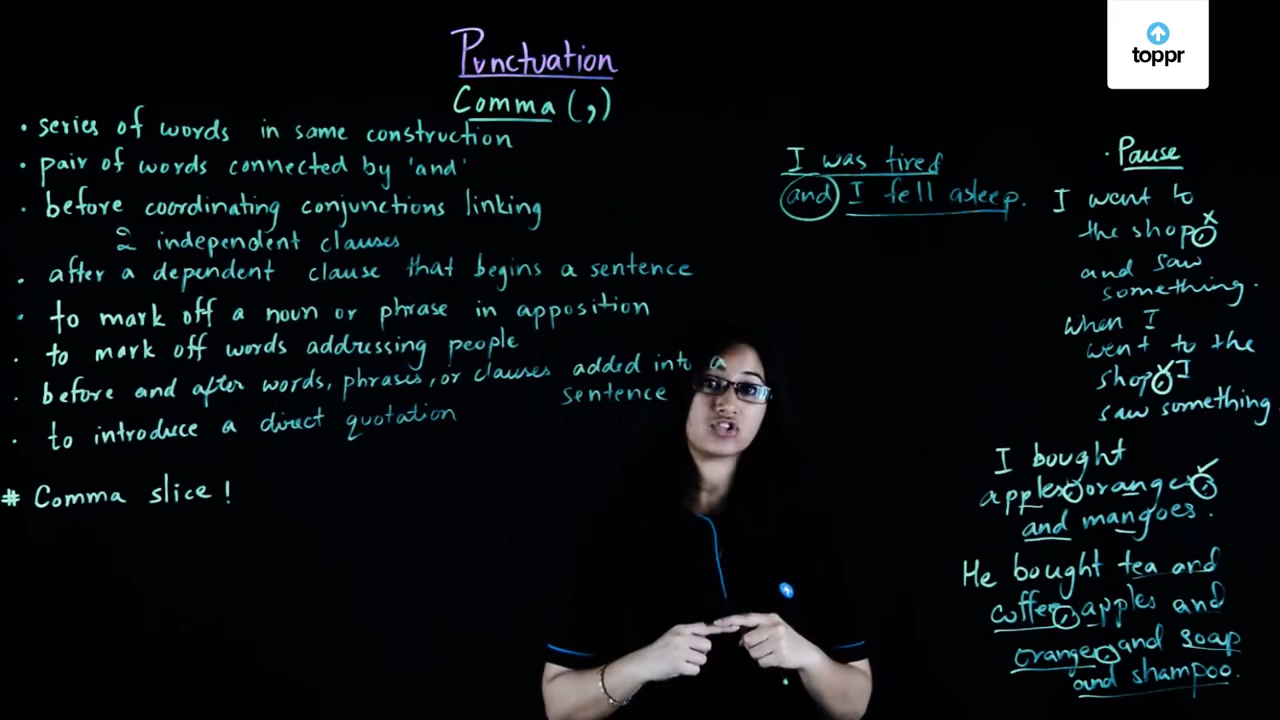 Punctuation
Comma (,)
• series of words in same construction
• pair of words connected by 'and'
• before coordinating conjunctions linking
2 independent clauses
• after a dependent clause that begins a sentence
• to mark off a noun or phrase in apposition
• to mark off words addressing people
• before and after words, phrases, or clauses added into a
sentence
• to introduce a direct quotation
# Comma slice!
I was tired
and I fell asleep.
toppr
• Pause
I went to
the shop,
and saw
something.
When I
went to the
shop, I
saw something
I bought
apples, oranges,
and mangoes.
He bought tea and
coffee, apples and
oranges, and soap
and shampoo.